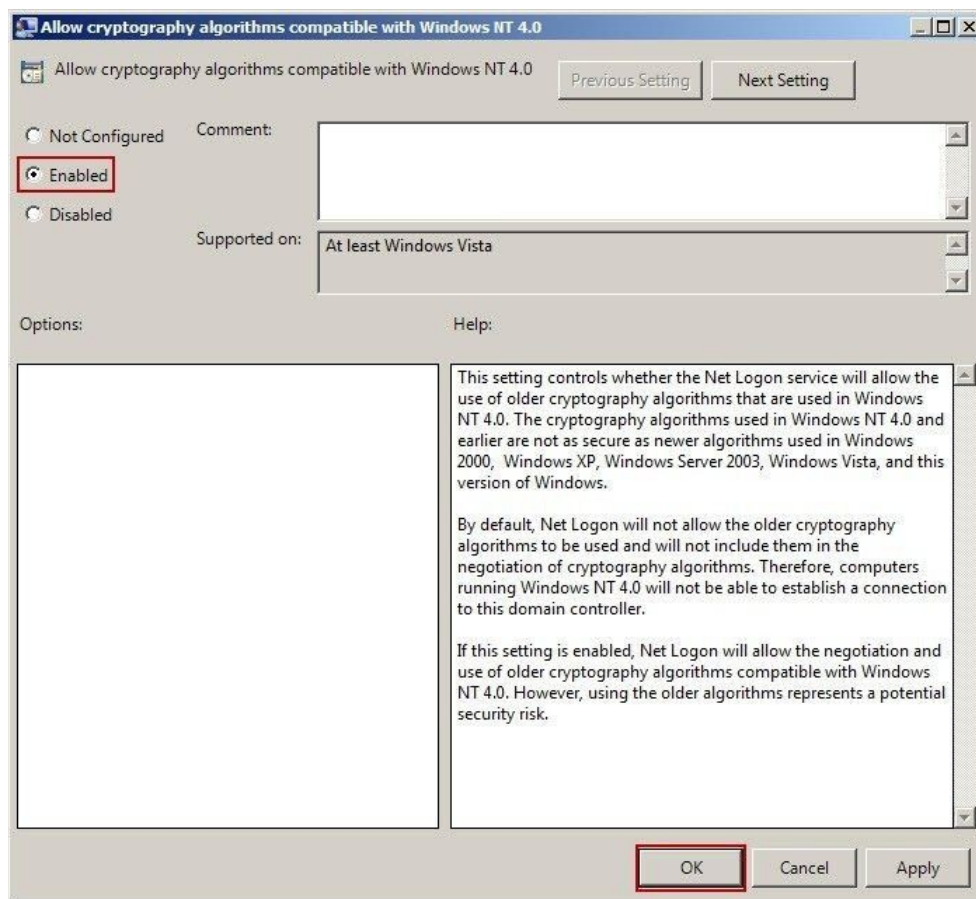 Allow cryptography algorithms compatible with Windows NT 4.0
Allow cryptography algorithms compatible with Windows NT 4.0
Previous Setting
Next Setting
Not Configured
Comment:
Enabled
Disabled
Supported on:
At least Windows Vista
Options:
Help:
This setting controls whether the Net Logon service will allow the
use of older cryptography algorithms that are used in Windows
NT 4.0. The cryptography algorithms used in Windows NT 4.0 and
earlier are not as secure as newer algorithms used in Windows
2000, Windows XP, Windows Server 2003, Windows Vista, and this
version of Windows.
By default, Net Logon will not allow the older cryptography
algorithms to be used and will not include them in the
negotiation of cryptography algorithms. Therefore, computers
running Windows NT 4.0 will not be able to establish a connection
to this domain controller.
If this setting is enabled, Net Logon will allow the negotiation and
use of older cryptography algorithms compatible with Windows
NT 4.0. However, using the older algorithms represents a potential
security risk.
OK
Cancel
Apply